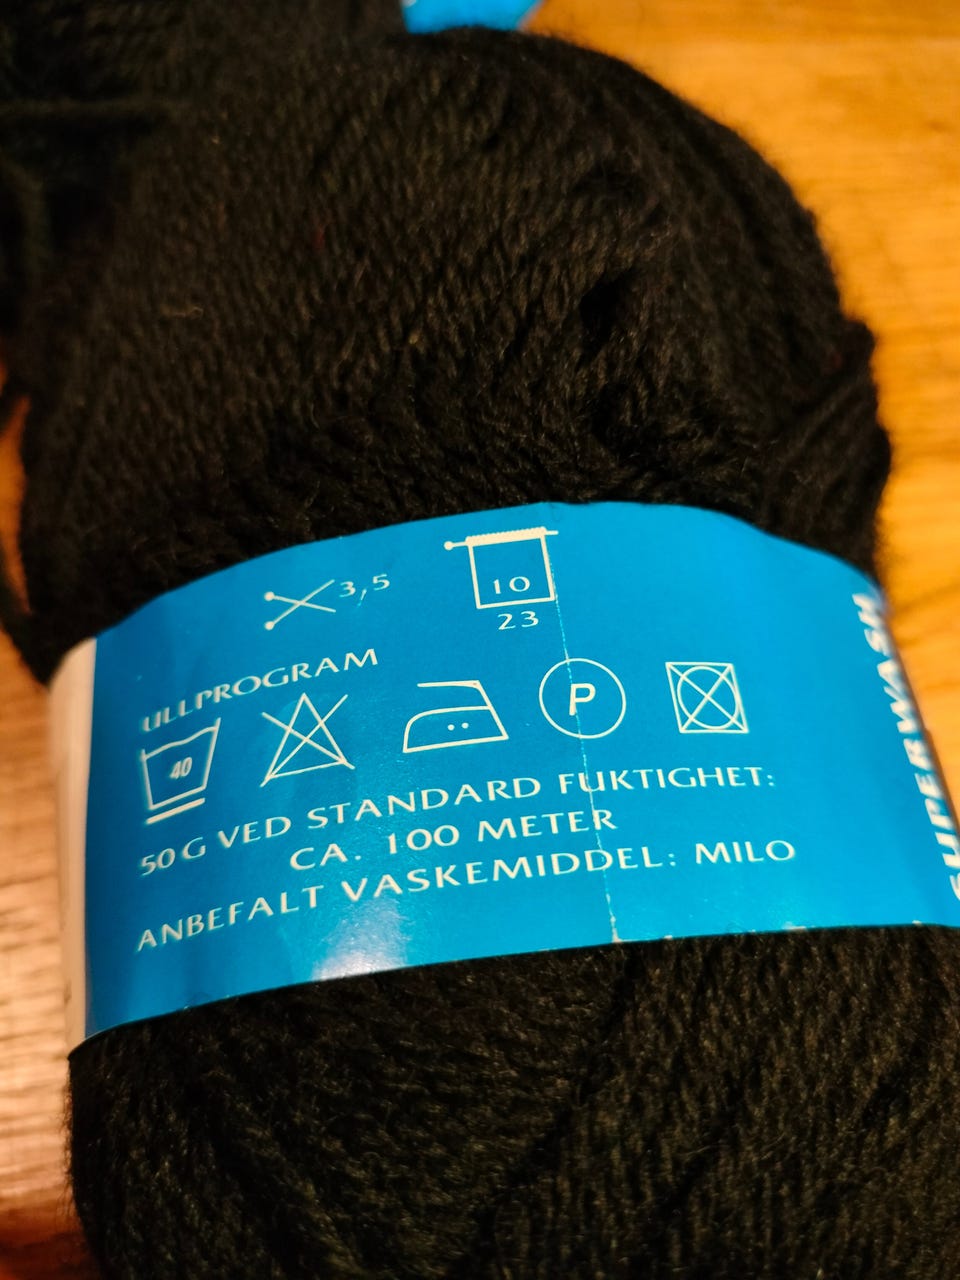 3,5
10
23
ULLPROGRAM
40
P
50 G VED STANDARD FUKTIGHET:
CA. 100 METER
ANBEFALT VASKEMIDDEL: MILO
SUPERWASH